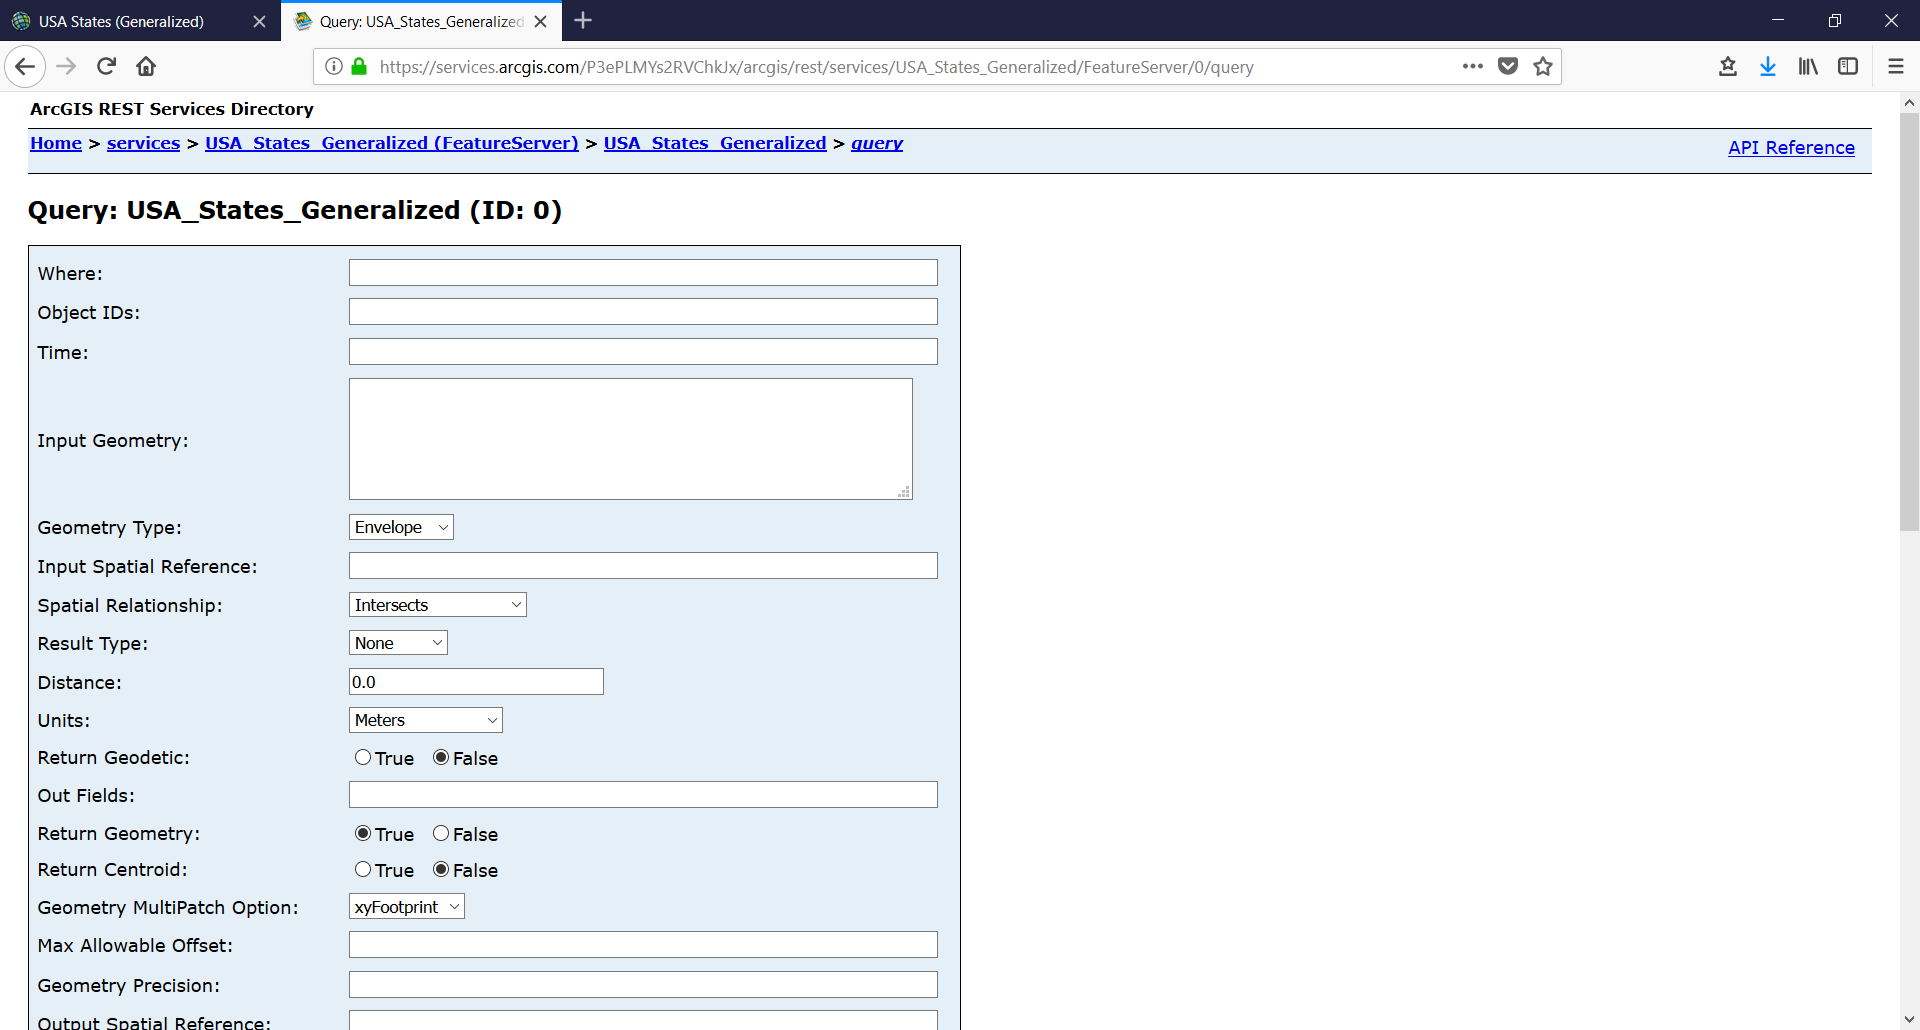 USA States (Generalized)
Query: USA_States_Generalized
https://services.arcgis.com/P3ePLMYs2RVChkJx/arcgis/rest/services/USA_States_Generalized/FeatureServer/0/query
ArcGIS REST Services Directory
Home > services > USA_States_Generalized (FeatureServer) > USA_States_Generalized > query
API Reference
Query: USA_States_Generalized (ID: 0)
Where:
Object IDs:
Time:
Input Geometry:
Geometry Type: Envelope
Input Spatial Reference:
Spatial Relationship: Intersects
Result Type: None
Distance: 0.0
Units: Meters
Return Geodetic: True False
Out Fields:
Return Geometry: True False
Return Centroid: True False
Geometry MultiPatch Option: xyFootprint
Max Allowable Offset:
Geometry Precision:
Output Spatial Reference: